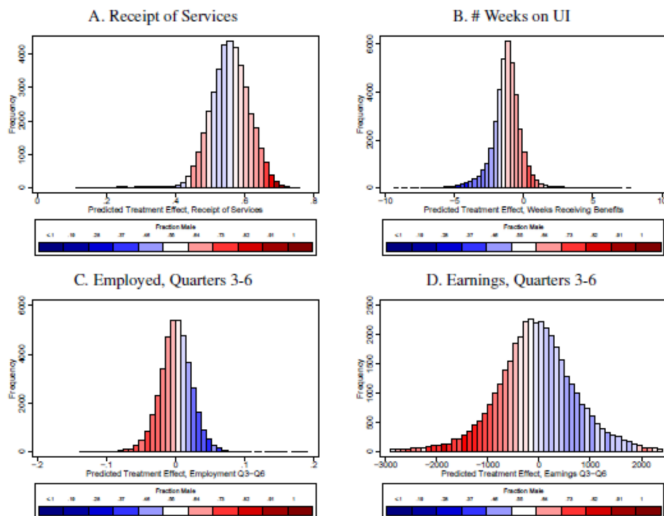 A. Receipt of Services
B. # Weeks on UI
Frequency
0 1000 2000 3000 4000
0 .2 .4 .6 .8
Predicted Treatment Effect, Receipt of Services
Fraction Male
Frequency
0 2000 4000 6000
-10 -5 0 5 10
Predicted Treatment Effect, Weeks Receiving Benefits
Fraction Male
C. Employed, Quarters 3-6
D. Earnings, Quarters 3-6
Frequency
0 2000 4000 6000
-.2 -.1 0 .1 .2
Predicted Treatment Effect, Employment Q3-Q6
Fraction Male
Frequency
0 500 1000 1500 2000 2500
-3000 -2000 -1000 0 1000 2000
Predicted Treatment Effect, Earnings Q3-Q6
Fraction Male